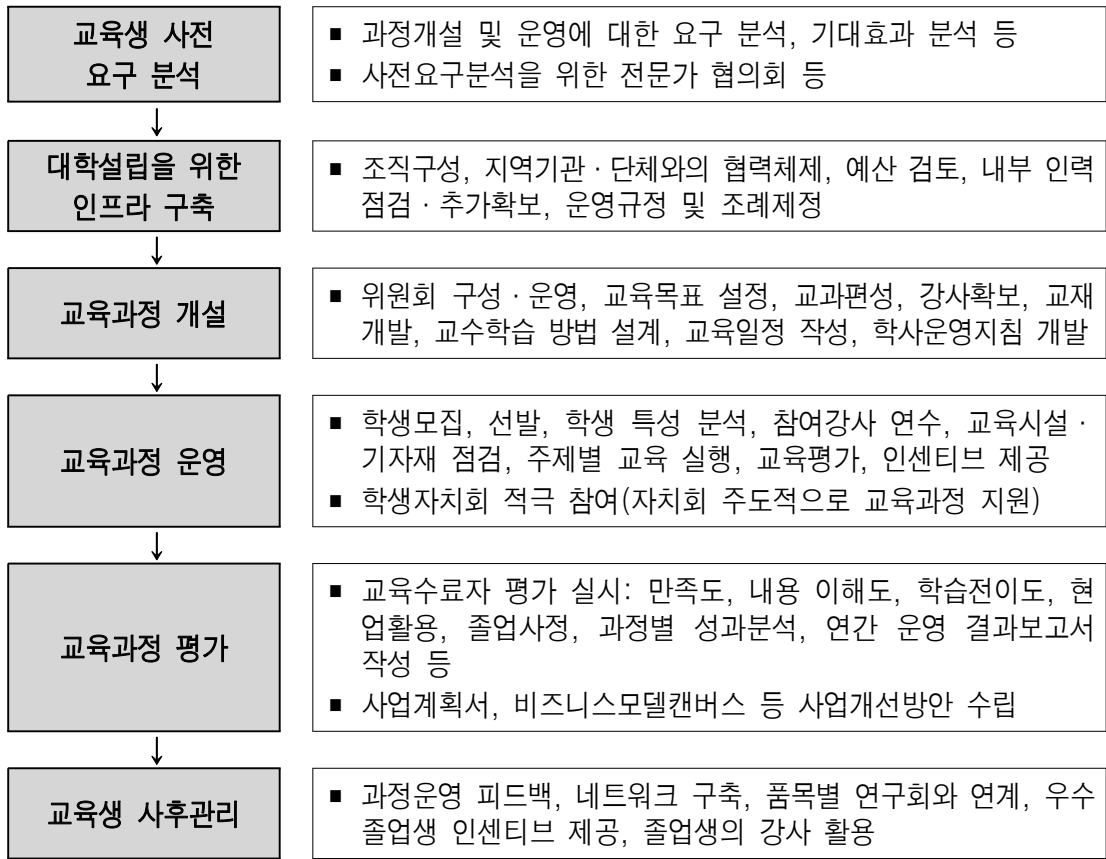 교육생 사전
요구 분석
■ 과정개설 및 운영에 대한 요구 분석, 기대효과 분석 등
■ 사전요구분석을 위한 전문가 협의회 등
↓
대학설립을 위한
인프라 구축
■ 조직구성, 지역기관·단체와의 협력체제, 예산 검토, 내부 인력
점검·추가확보, 운영규정 및 조례제정
↓
교육과정 개설
■ 위원회 구성·운영, 교육목표 설정, 교과편성, 강사확보, 교재
개발, 교수학습 방법 설계, 교육일정 작성, 학사운영지침 개발
↓
교육과정 운영
■ 학생모집, 선발, 학생 특성 분석, 참여강사 연수, 교육시설·
기자재 점검, 주제별 교육 실행, 교육평가, 인센티브 제공
■ 학생자치회 적극 참여(자치회 주도적으로 교육과정 지원)
↓
교육과정 평가
■ 교육수료자 평가 실시: 만족도, 내용 이해도, 학습전이도, 현
업활용, 졸업사정, 과정별 성과분석, 연간 운영 결과보고서
작성 등
■ 사업계획서, 비즈니스모델캔버스 등 사업개선방안 수립
↓
교육생 사후관리
■ 과정운영 피드백, 네트워크 구축, 품목별 연구회와 연계, 우수
졸업생 인센티브 제공, 졸업생의 강사 활용